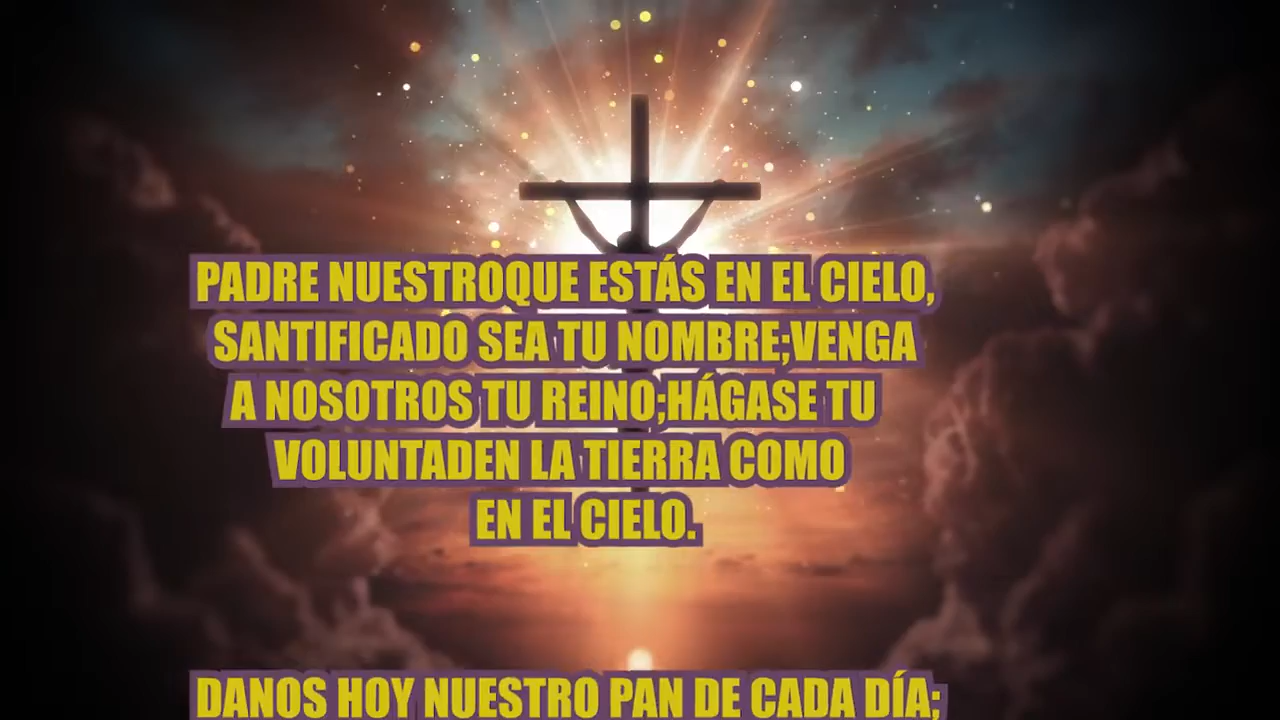 PADRE NUESTROQUE ESTÁS EN EL CIELO,
SANTIFICADO SEA TU NOMBRE;VENGA
A NOSOTROS TU REINO;HÁGASE TU
VOLUNTADEN LA TIERRA COMO
EN EL CIELO.
DANOS HOY NUESTRO PAN DE CADA DÍA;